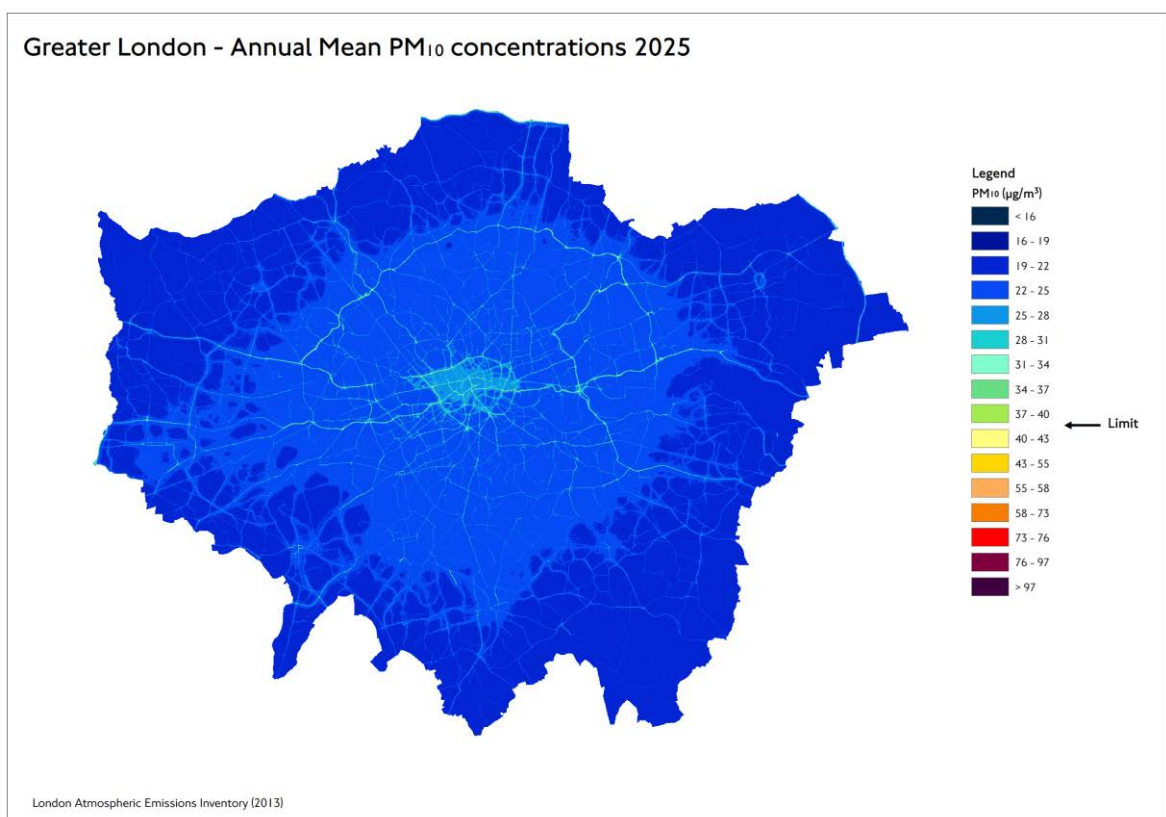 Greater London - Annual Mean PM₁₀ concentrations 2025
Legend
PM₁₀ (µg/m³)
< 16
16 - 19
19 - 22
22 - 25
25 - 28
28 - 31
31 - 34
34 - 37
37 - 40
Limit
40 - 43
43 - 55
55 - 58
58 - 73
73 - 76
76 - 97
> 97
London Atmospheric Emissions Inventory (2013)